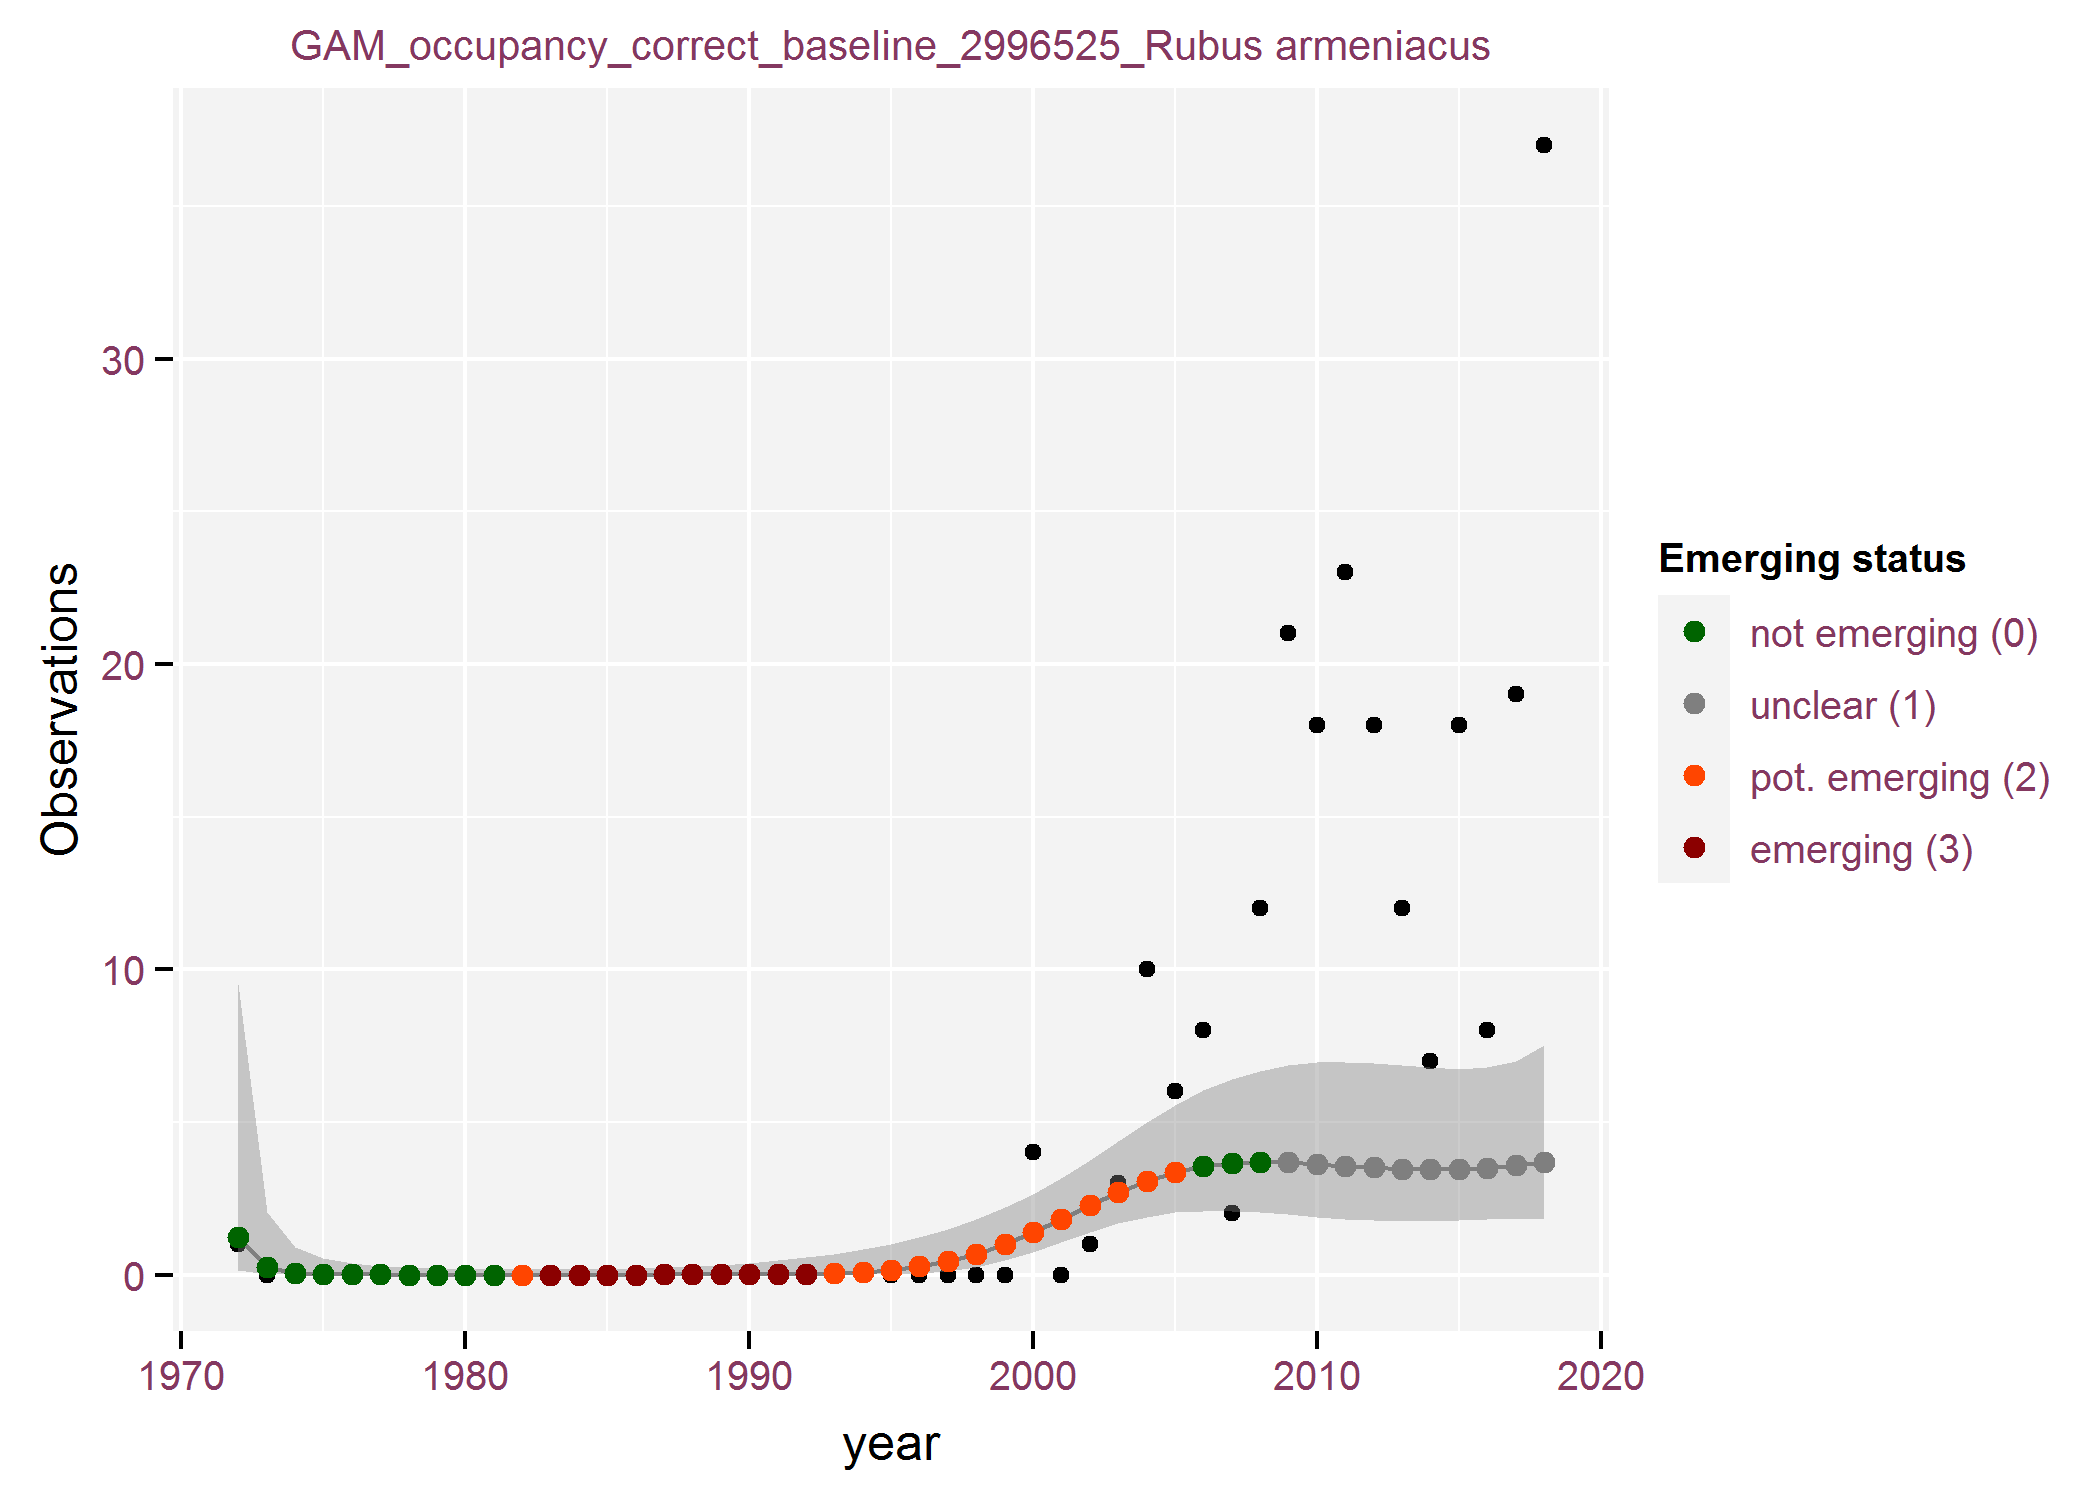 GAM_occupancy_correct_baseline_2996525_Rubus armeniacus
Observations
30
20
10
0
1970 1980 1990 2000 2010 2020
year
Emerging status
not emerging (0)
unclear (1)
pot. emerging (2)
emerging (3)